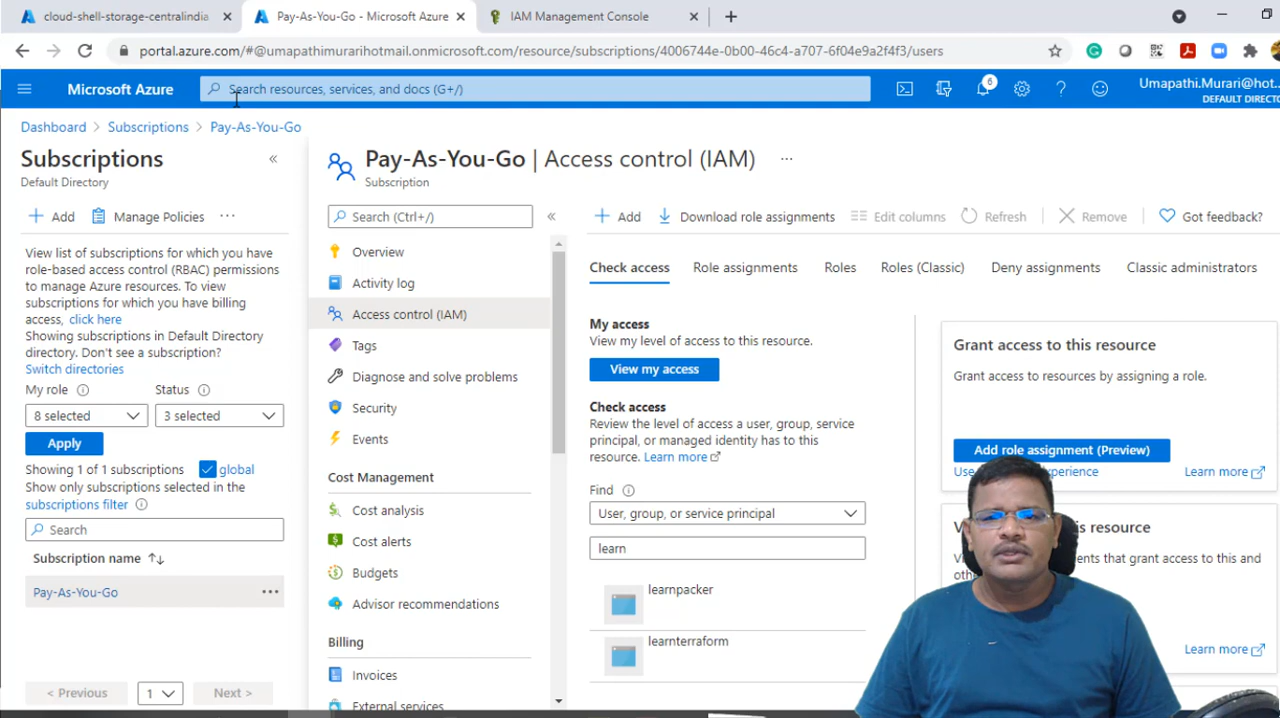 cloud-shell-storage-centralindia
Pay-As-You-Go - Microsoft Azure
IAM Management Console
portal.azure.com/#@umapathimurarihotmail.onmicrosoft.com/resource/subscriptions/4006744e-0b00-46c4-a707-6f04e9a2f4f3/users
Microsoft Azure
Search resources, services, and docs (G+/)
6
Umapathi.Murari@hot...
DEFAULT DIRECTO
Dashboard > Subscriptions > Pay-As-You-Go
Subscriptions
Default Directory
Add
Manage Policies
View list of subscriptions for which you have
role-based access control (RBAC) permissions
to manage Azure resources. To view
subscriptions for which you have billing
access, click here
Showing subscriptions in Default Directory
directory. Don't see a subscription?
Switch directories
My role
Status
8 selected
3 selected
Apply
Showing 1 of 1 subscriptions
global
Show only subscriptions selected in the
subscriptions filter
Search
Subscription name
Pay-As-You-Go
< Previous
1
Next >
Pay-As-You-Go | Access control (IAM)
Subscription
Search (Ctrl+/)
Overview
Activity log
Access control (IAM)
Tags
Diagnose and solve problems
Security
Events
Cost Management
Cost analysis
Cost alerts
Budgets
Advisor recommendations
Billing
Invoices
External services
Add
Download role assignments
Edit columns
Refresh
Remove
Got feedback?
Check access
Role assignments
Roles
Roles (Classic)
Deny assignments
Classic administrators
My access
View my level of access to this resource.
View my access
Check access
Review the level of access a user, group, service
principal, or managed identity has to this
resource. Learn more
Find
User, group, or service principal
learn
learnpacker
learnterraform
Grant access to this resource
Grant access to resources by assigning a role.
Add role assignment (Preview)
Learn more
s resource
ents that grant access to this and
Learn more